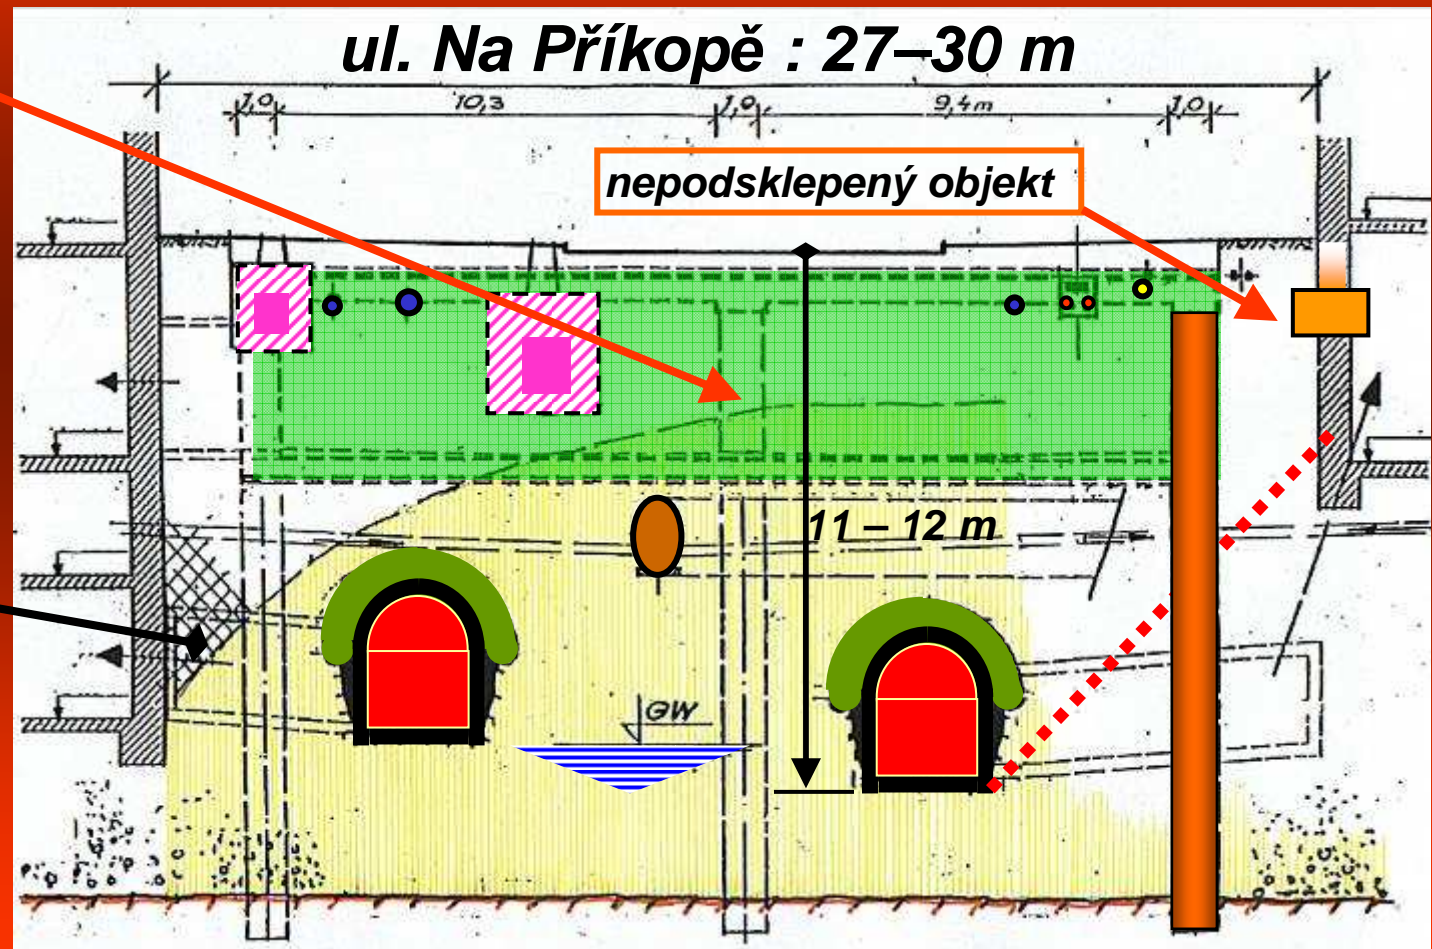 ul. Na Příkopě : 27–30 m
1,0 10,3 1,0 9,4m 1,0
nepodsklepený objekt
11 – 12 m
GW